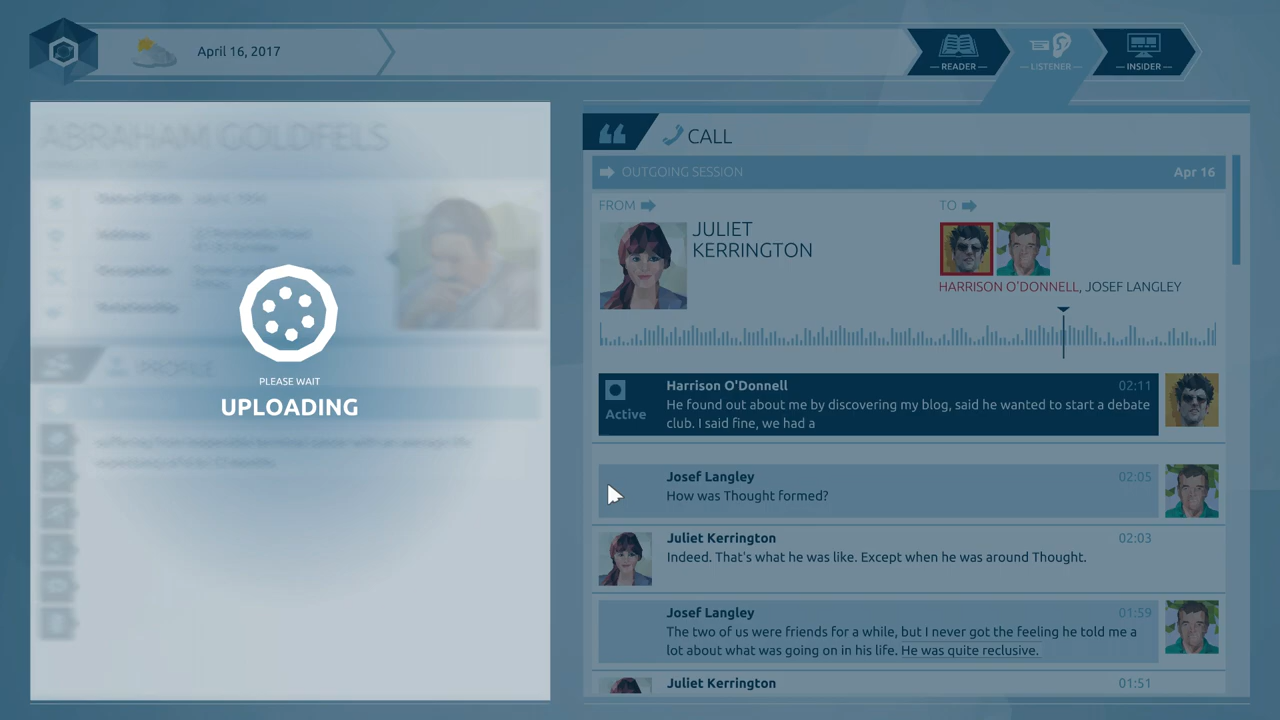 April 16, 2017
— READER —
— LISTENER —
— INSIDER —
ABRAHAM GOLDFELS
PROFILE
PLEASE WAIT
UPLOADING
CALL
OUTGOING SESSION
Apr 16
FROM
JULIET
KERRINGTON
TO
HARRISON O'DONNELL, JOSEF LANGLEY
Active
Harrison O'Donnell
02:11
He found out about me by discovering my blog, said he wanted to start a debate
club. I said fine, we had a
Josef Langley
02:05
How was Thought formed?
Juliet Kerrington
02:03
Indeed. That's what he was like. Except when he was around Thought.
Josef Langley
01:59
The two of us were friends for a while, but I never got the feeling he told me a
lot about what was going on in his life. He was quite reclusive.
Juliet Kerrington
01:51